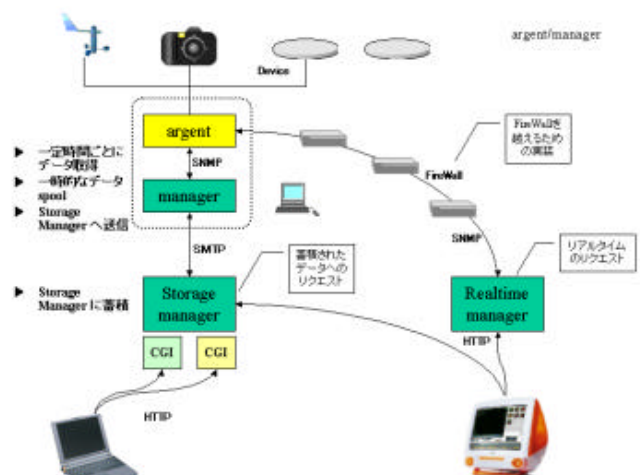 argent/manager
Device
argent
SNMP
manager
▶ 一定時間ごとに
データ取得
▶ 一時的なデータ
spool
▶ Storage
Manager へ送信
FireWallを
越えるため
の実装
FireWall
SNMP
SMTP
蓄積された
データへの
リクエスト
リアルタイム
のリクエスト
▶ Storage
Manager に蓄積
Storage
manager
Realtime
manager
CGI
CGI
HTTP
HTTP